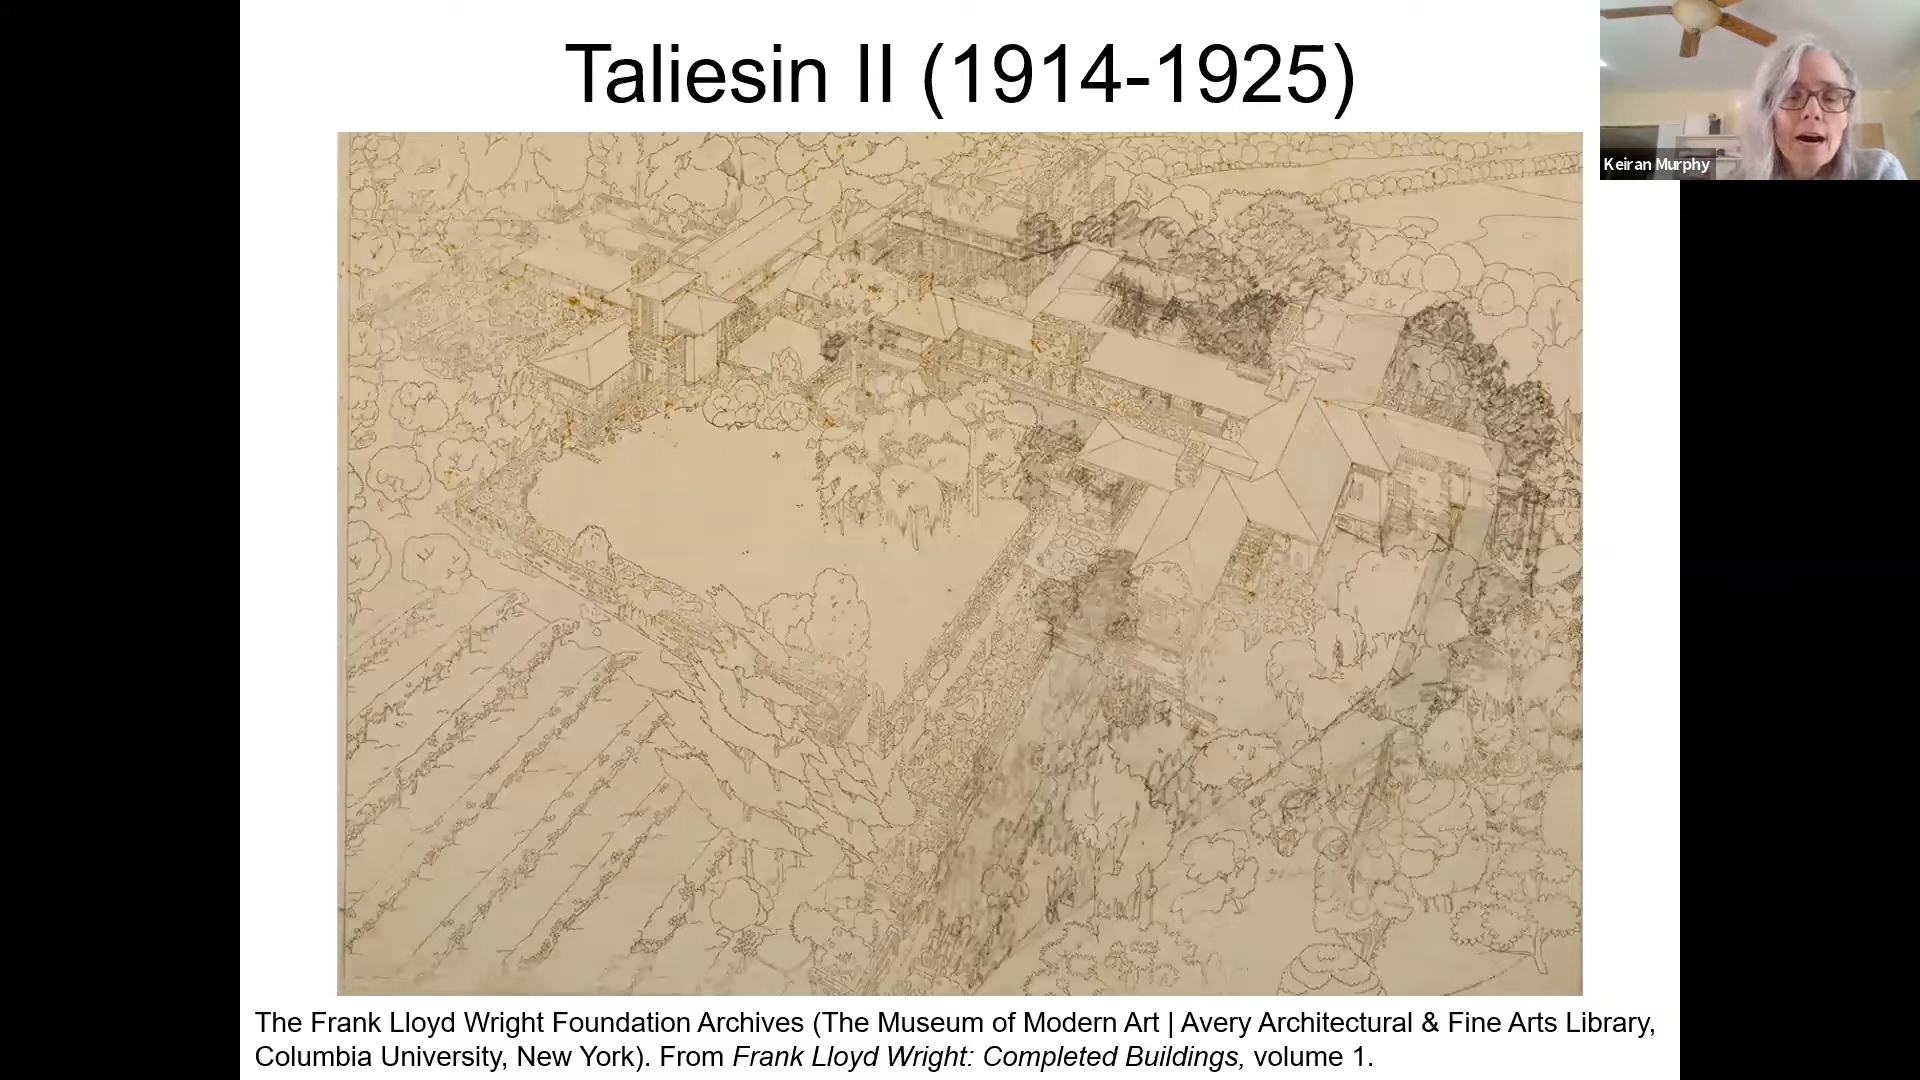 Taliesin II (1914-1925)
Keiran Murphy
The Frank Lloyd Wright Foundation Archives (The Museum of Modern Art | Avery Architectural & Fine Arts Library,
Columbia University, New York). From Frank Lloyd Wright: Completed Buildings, volume 1.